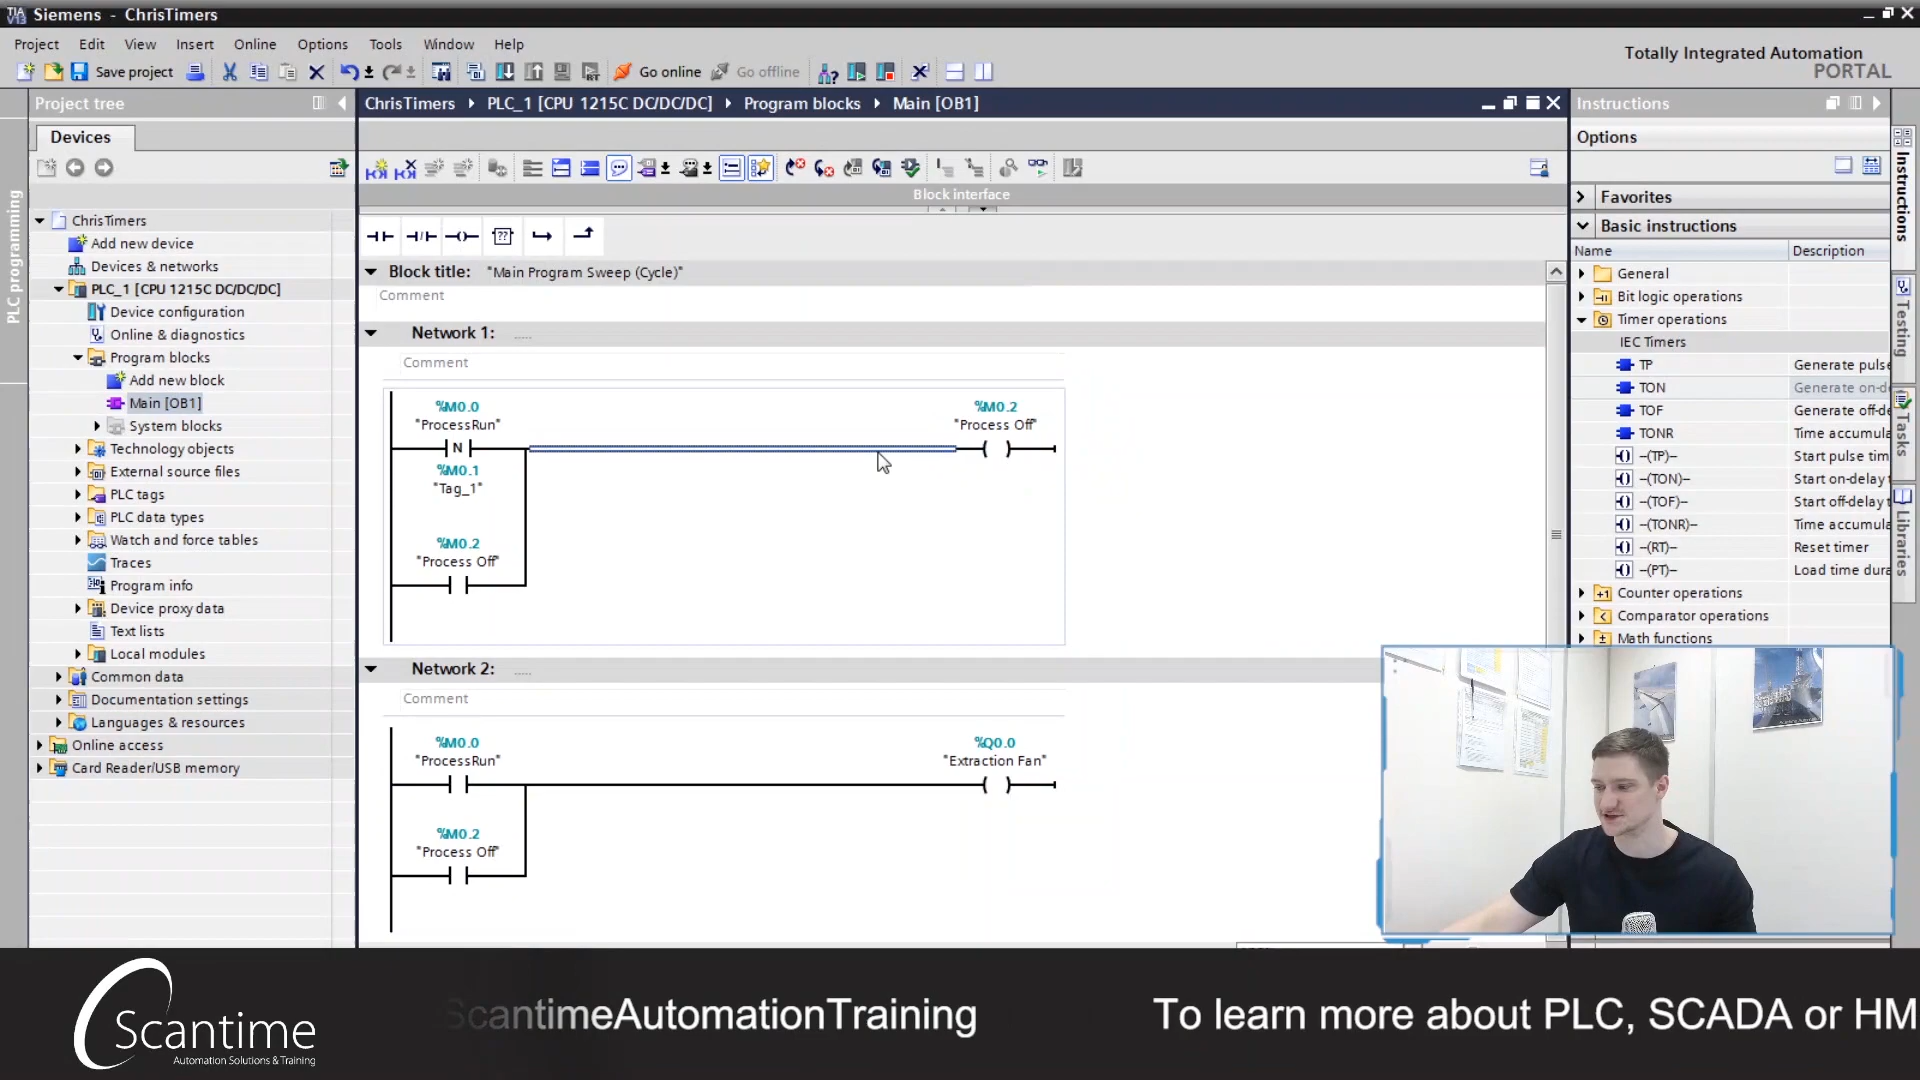 TIA
V13
Siemens - ChrisTimers
Project Edit View Insert Online Options Tools Window Help
Totally Integrated Automation
PORTAL
Save project
Go online
Go offline
Project tree
ChrisTimers PLC_1 [CPU 1215C DC/DC/DC] Program blocks Main [OB1]
Instructions
Devices
Options
Block interface
Favorites
Basic instructions
Name Description
PLC programming
ChrisTimers
Add new device
Devices & networks
PLC_1 [CPU 1215C DC/DC/DC]
Device configuration
Online & diagnostics
Program blocks
Add new block
Main [OB1]
System blocks
Technology objects
External source files
PLC tags
PLC data types
Watch and force tables
Traces
Program info
Device proxy data
Text lists
Local modules
Common data
Documentation settings
Languages & resources
Online access
Card Reader/USB memory
??
Block title: "Main Program Sweep (Cycle)"
Comment
Network 1: .....
Comment
%M0.0
"ProcessRun"
N
%M0.1
"Tag_1"
%M0.2
"Process Off"
%M0.2
"Process Off"
Network 2: .....
Comment
%M0.0
"ProcessRun"
%Q0.0
"Extraction Fan"
%M0.2
"Process Off"
General
Bit logic operations
Timer operations
IEC Timers
TP Generate pulse
TON Generate on-de
TOF Generate off-de
TONR Time accumula
–(TP)– Start pulse tim
–(TON)– Start on-delay t
–(TOF)– Start off-delay t
–(TONR)– Time accumula
–(RT)– Reset timer
–(PT)– Load time dura
Counter operations
Comparator operations
Math functions
Instructions
Testing
Tasks
Libraries
Scantime
Automation Solutions & Training
ScantimeAutomationTraining
To learn more about PLC, SCADA or HM